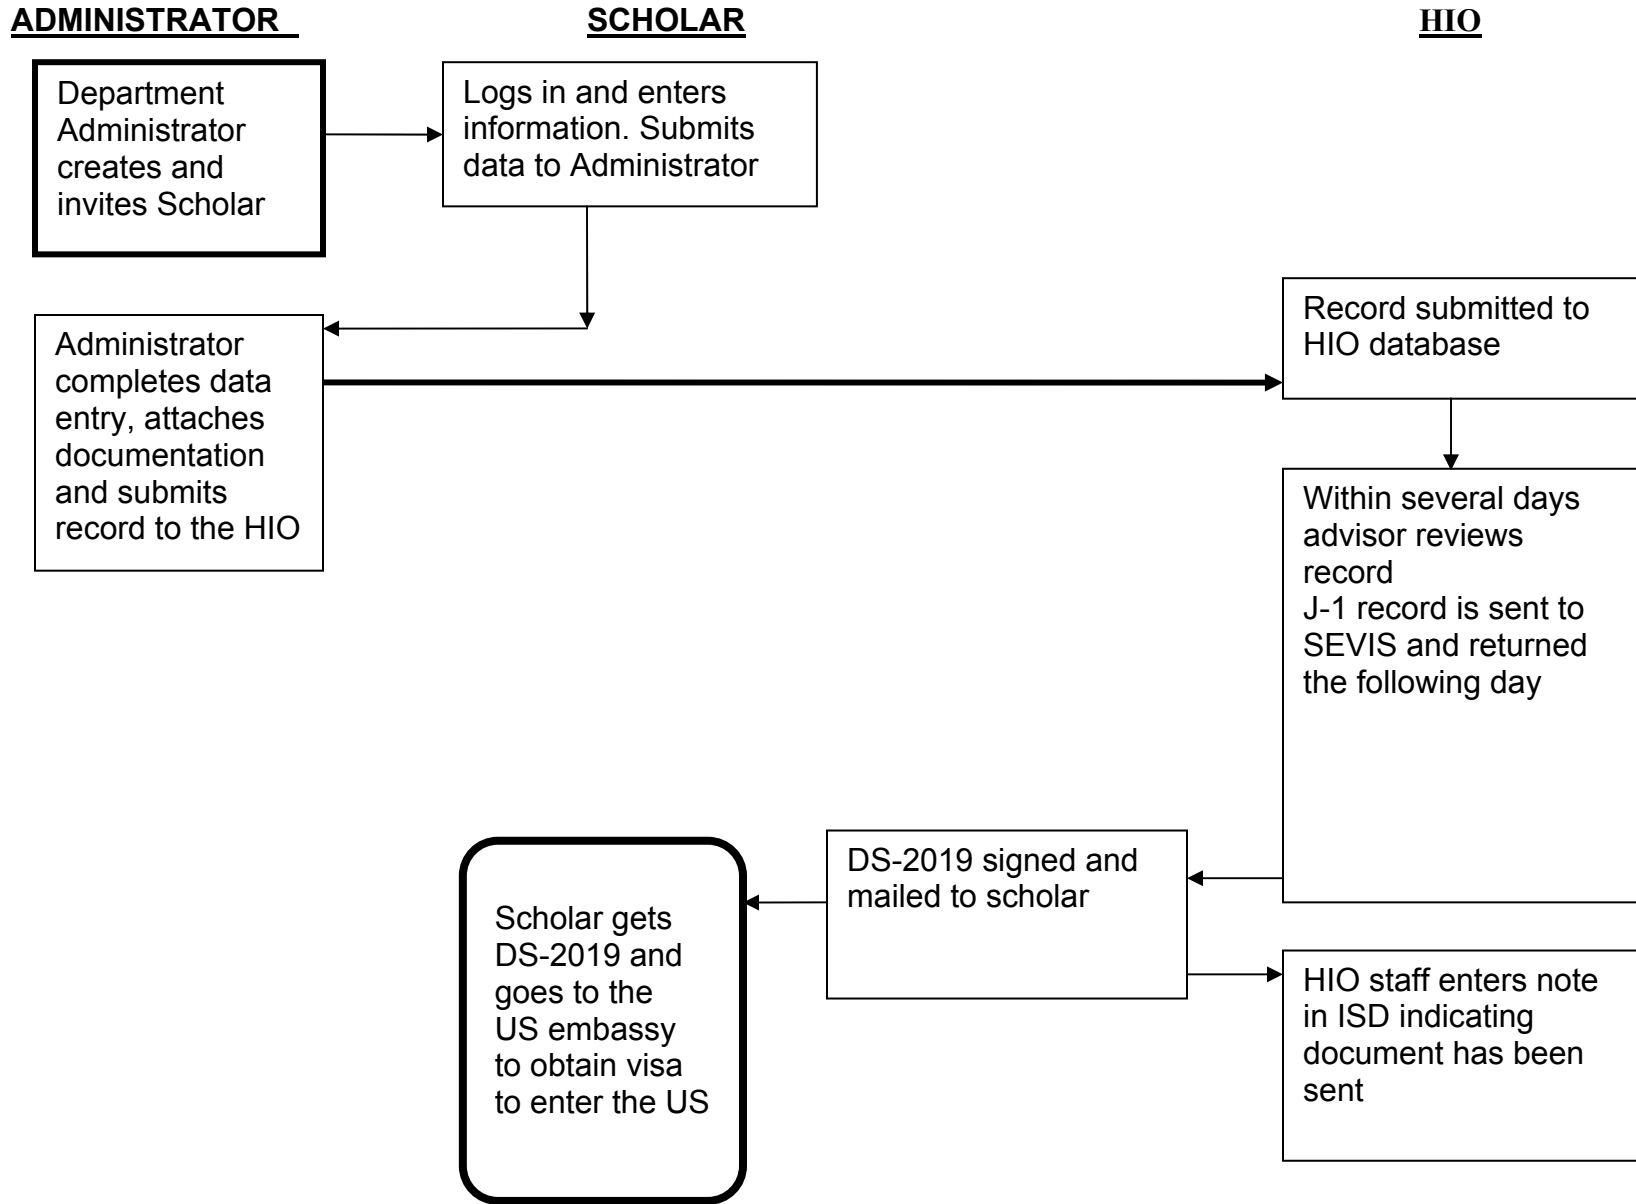 ADMINISTRATOR
SCHOLAR
HIO
Department
Administrator
creates and
invites Scholar
Logs in and enters
information. Submits
data to Administrator
Administrator
completes data
entry, attaches
documentation
and submits
record to the HIO
Record submitted to
HIO database
Within several days
advisor reviews
record
J-1 record is sent to
SEVIS and returned
the following day
DS-2019 signed and
mailed to scholar
Scholar gets
DS-2019 and
goes to the
US embassy
to obtain visa
to enter the US
HIO staff enters note
in ISD indicating
document has been
sent